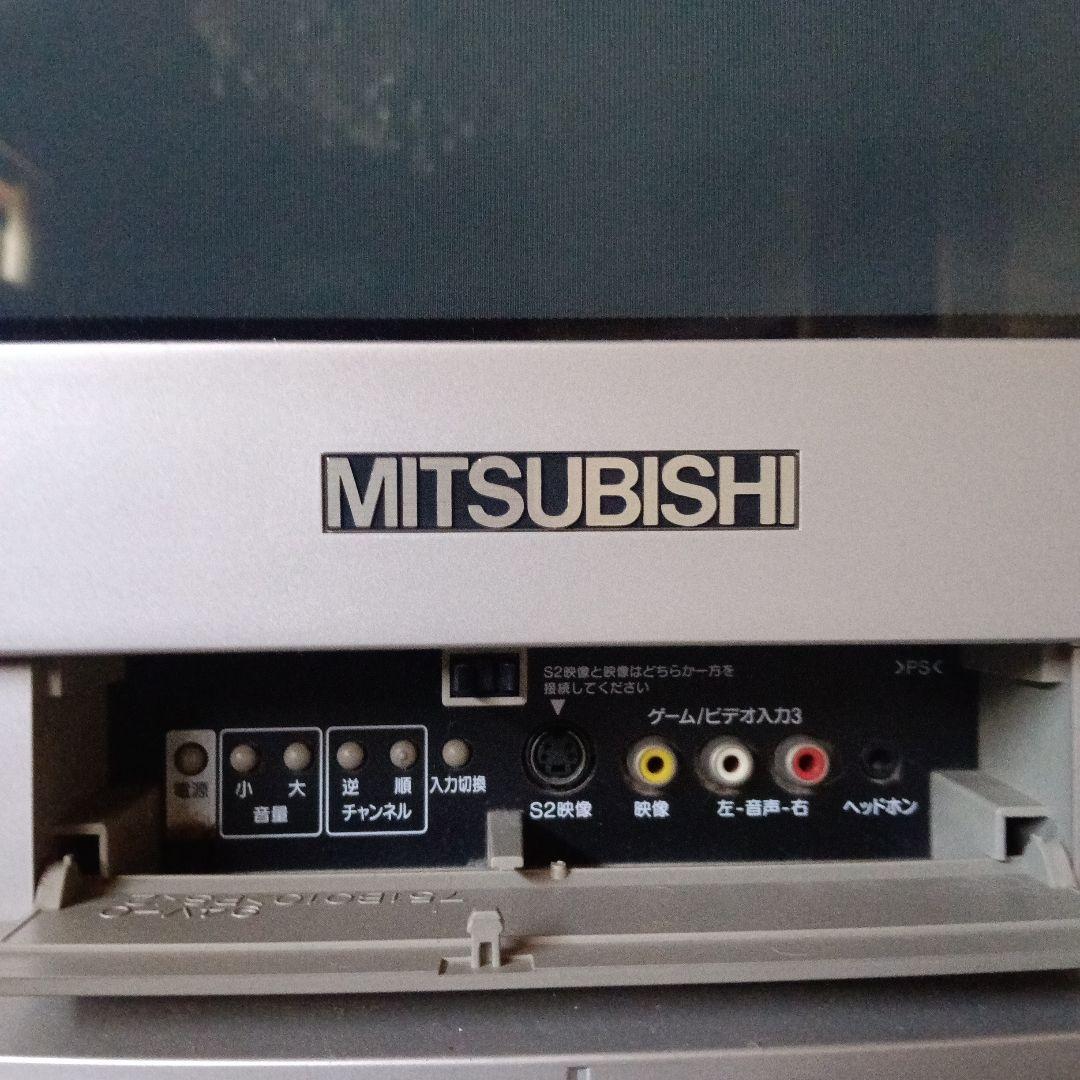 MITSUBISHI
S2映像と映像はどちらか一方を
接続してください
>PS<
ゲーム/ビデオ入力3
電源
小 大
音量
逆 順
チャンネル
入力切換
S2映像
映像
左-音声-右
ヘッドホン